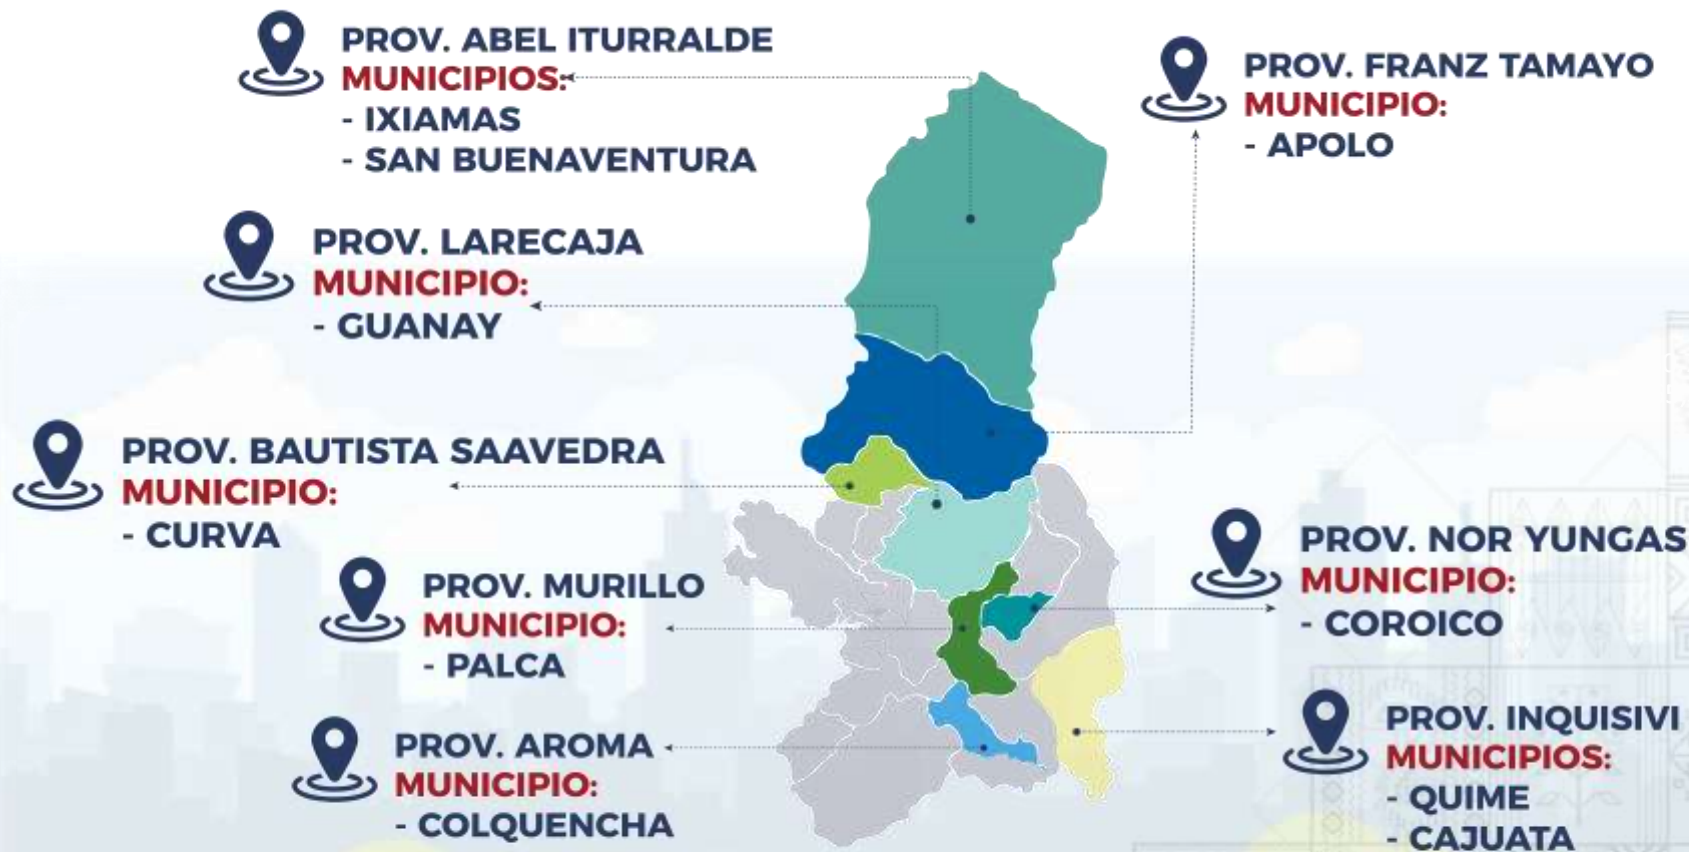 PROV. ABEL ITURRALDE
MUNICIPIOS:
- IXIAMAS
- SAN BUENAVENTURA
PROV. FRANZ TAMAYO
MUNICIPIO:
- APOLO
PROV. LARECAJA
MUNICIPIO:
- GUANAY
PROV. BAUTISTA SAAVEDRA
MUNICIPIO:
- CURVA
PROV. NOR YUNGAS
MUNICIPIO:
- COROICO
PROV. MURILLO
MUNICIPIO:
- PALCA
PROV. INQUISIVI
MUNICIPIOS:
- QUIME
- CAJUATA
PROV. AROMA
MUNICIPIO:
- COLQUENCHA